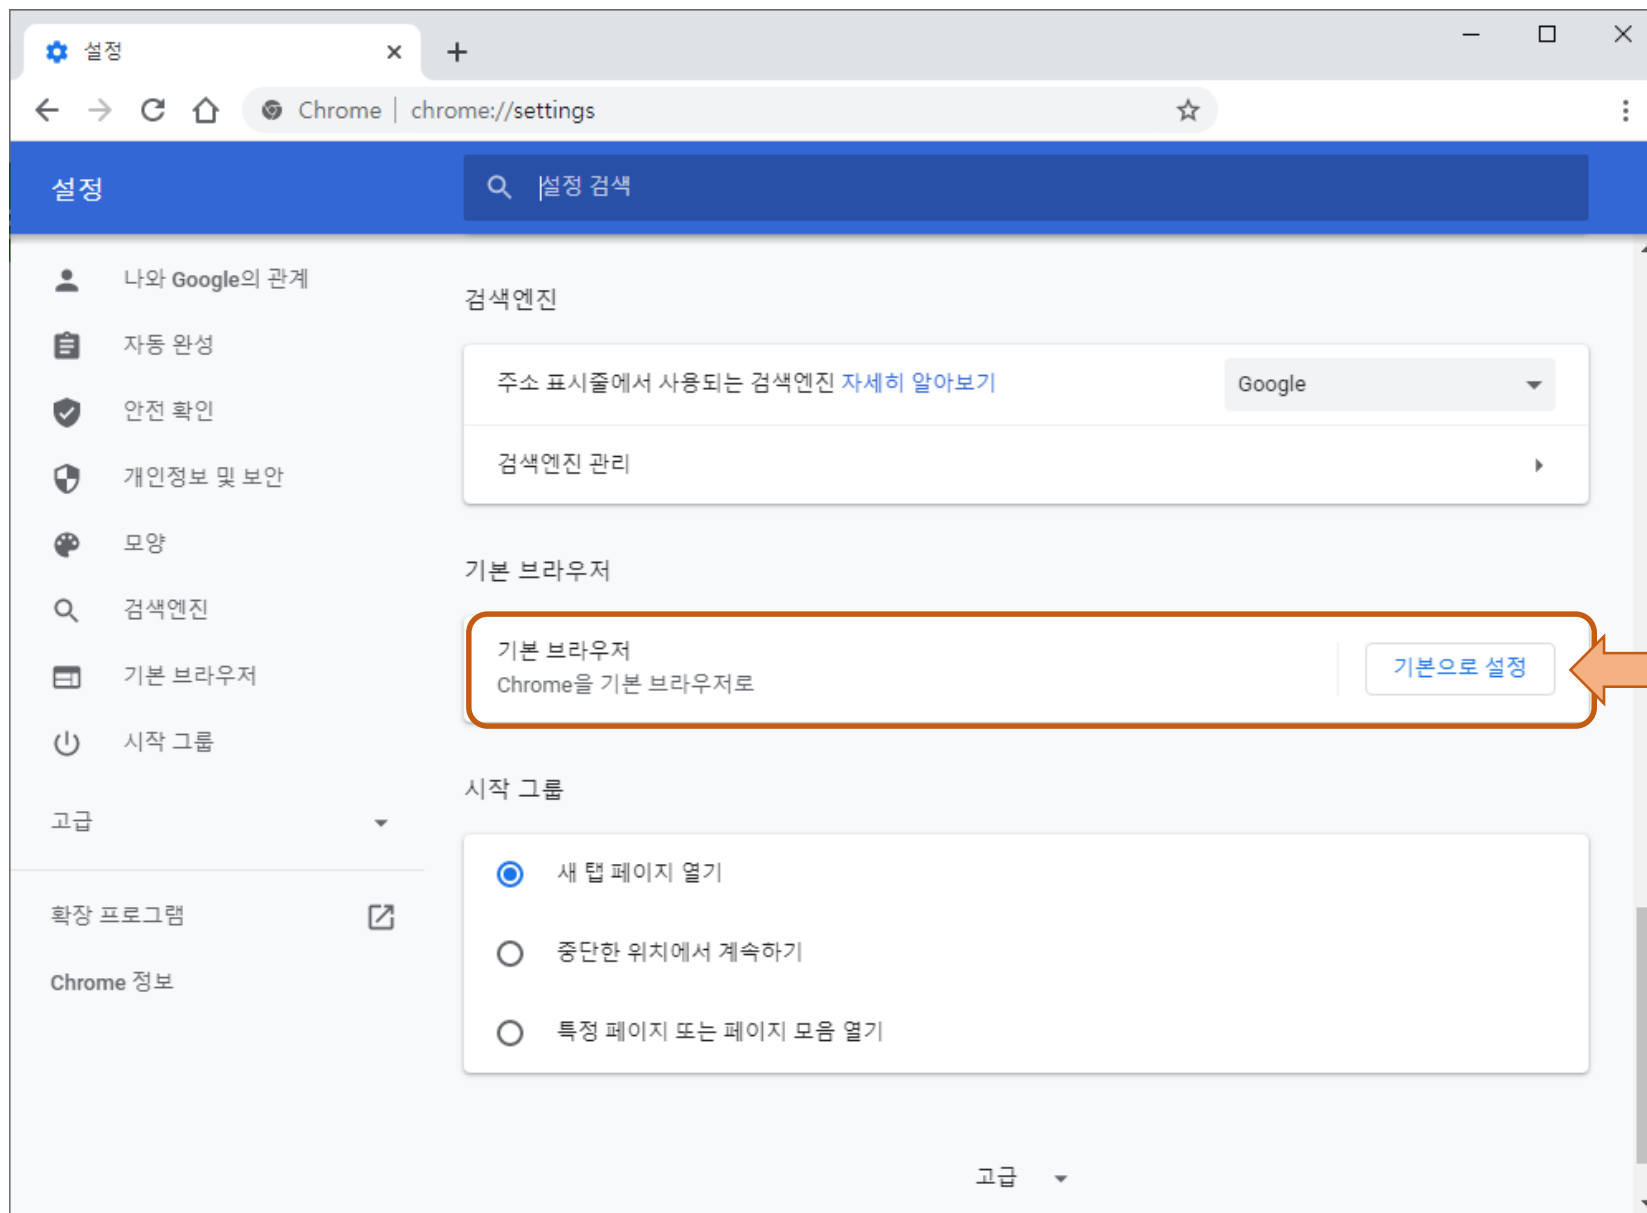 설정
Chrome | chrome://settings
설정
설정 검색
나와 Google의 관계
자동 완성
안전 확인
개인정보 및 보안
모양
검색엔진
기본 브라우저
시작 그룹
고급
확장 프로그램
Chrome 정보
검색엔진
주소 표시줄에서 사용되는 검색엔진 자세히 알아보기
Google
검색엔진 관리
기본 브라우저
기본 브라우저
Chrome을 기본 브라우저로
기본으로 설정
시작 그룹
새 탭 페이지 열기
중단한 위치에서 계속하기
특정 페이지 또는 페이지 모음 열기
고급